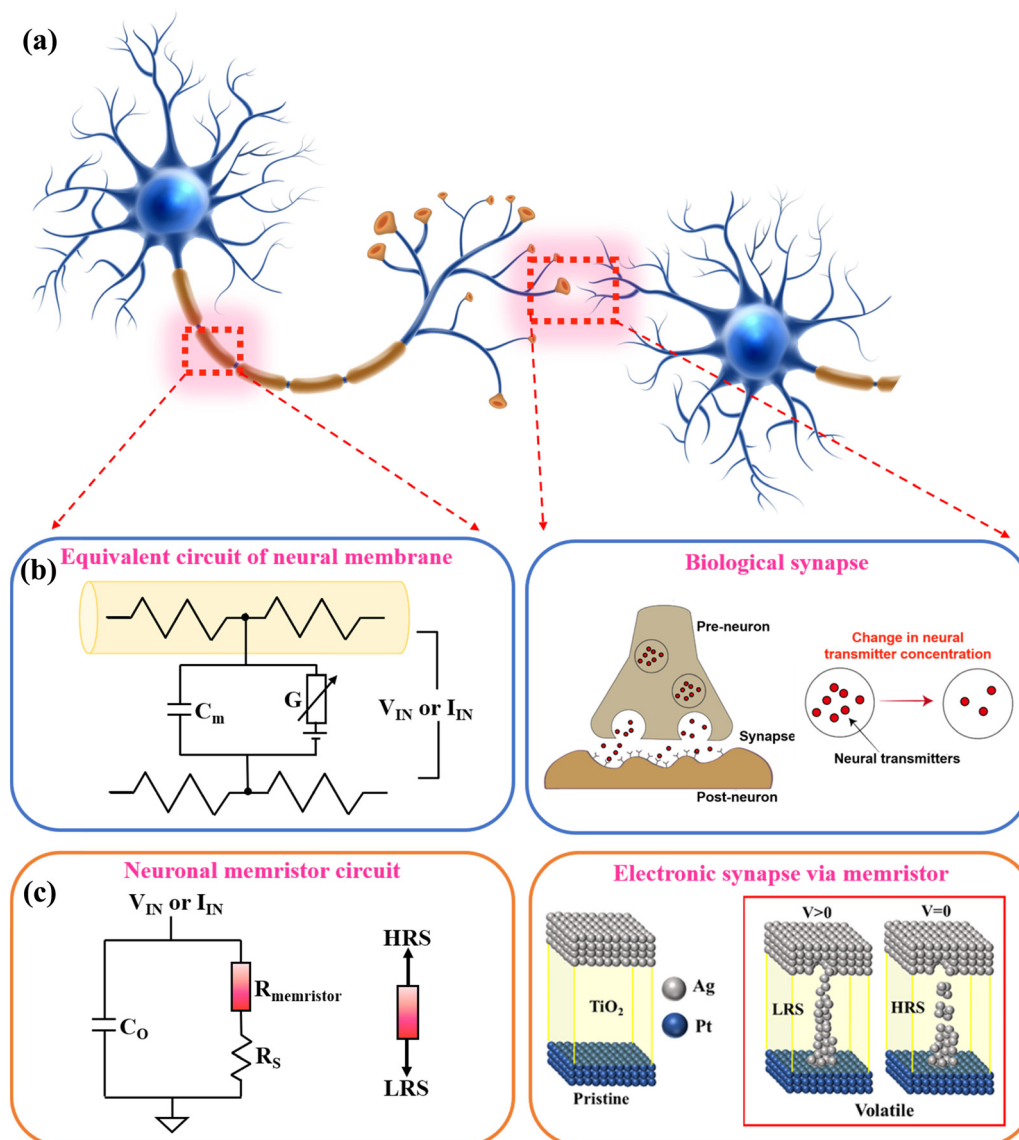 (a)
(b)
Equivalent circuit of neural membrane
C_m
G
V_IN or I_IN
Biological synapse
Pre-neuron
Synapse
Post-neuron
Change in neural
transmitter concentration
Neural transmitters
(c)
Neuronal memristor circuit
V_IN or I_IN
C_O
R_memristor
R_S
HRS
LRS
Electronic synapse via memristor
TiO₂
Pristine
Ag
Pt
V>0
V=0
LRS
HRS
Volatile